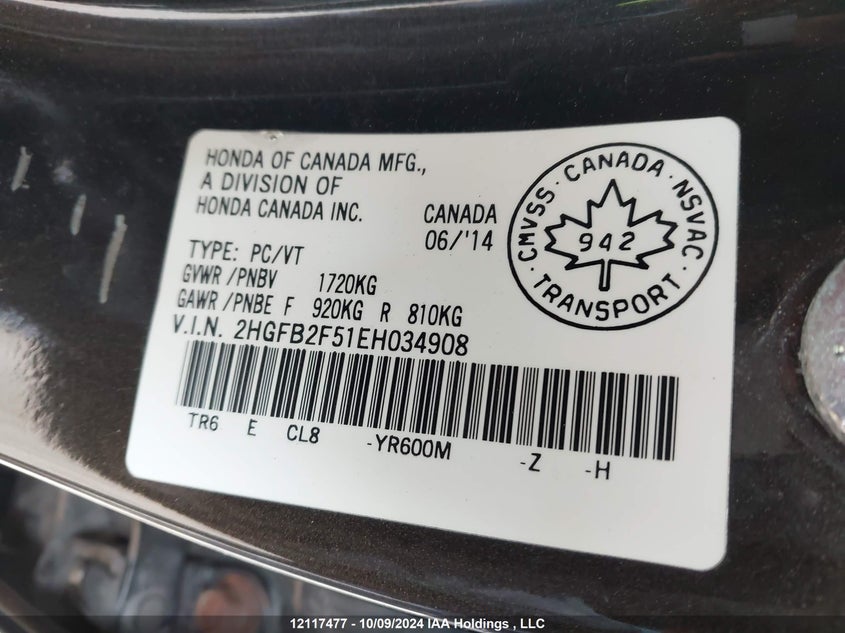 HONDA OF CANADA MFG.,
A DIVISION OF
HONDA CANADA INC.
CANADA
06/'14
TYPE: PC/VT
GVWR /PNBV 1720KG
GAWR /PNBE F 920KG R 810KG
V.I.N. 2HGFB2F51EH034908
TR6 E CL8 -YR600M -Z -H
CMVSS · CANADA · NSVAC
942
TRANSPORT
12117477 - 10/09/2024 IAA Holdings , LLC